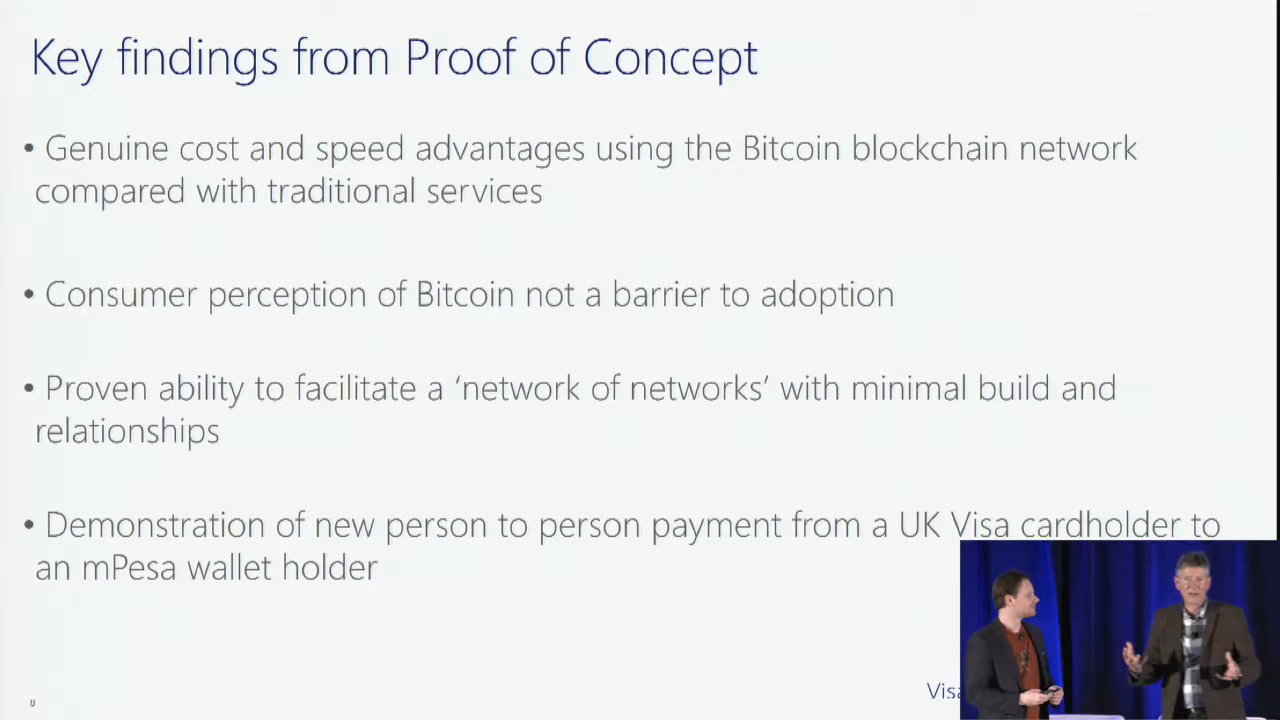 Key findings from Proof of Concept
• Genuine cost and speed advantages using the Bitcoin blockchain network
compared with traditional services
• Consumer perception of Bitcoin not a barrier to adoption
• Proven ability to facilitate a ‘network of networks’ with minimal build and
relationships
• Demonstration of new person to person payment from a UK Visa cardholder to
an mPesa wallet holder
Visa